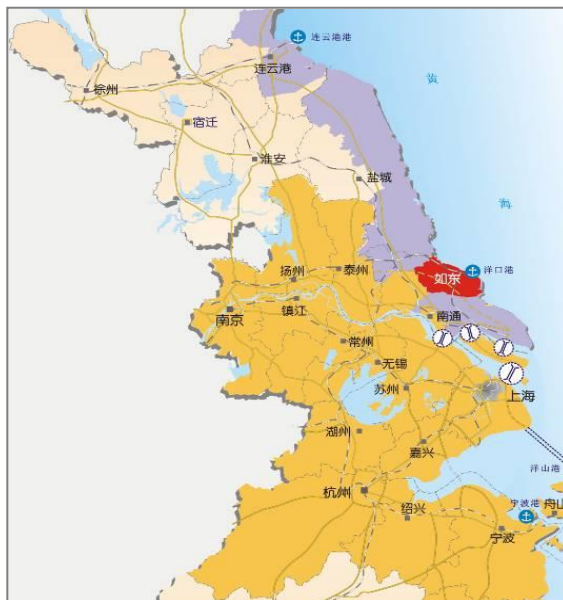 连云港港
连云港
黄
徐州
宿迁
海
淮安
盐城
洋口港
如东
扬州
泰州
南通
镇江
南京
常州
无锡
苏州
上海
湖州
嘉兴
洋山港
杭州
宁波港
舟山
绍兴
宁波